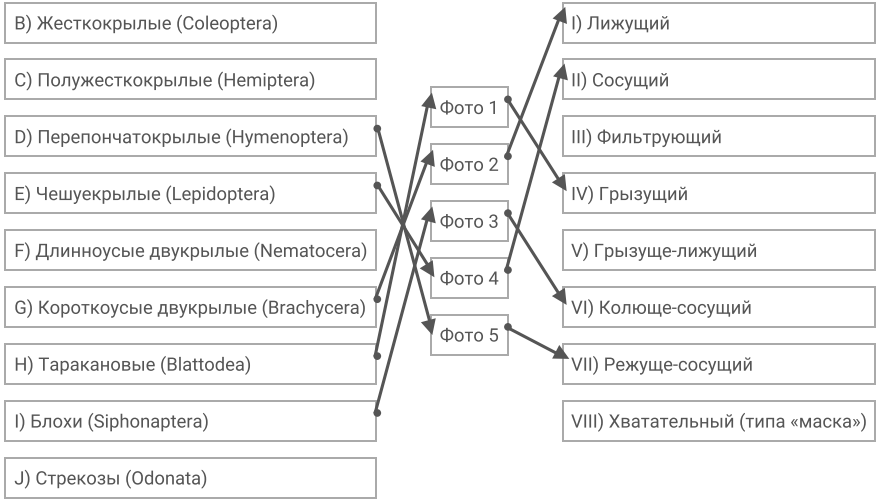 B) Жесткокрылые (Coleoptera)
C) Полужесткокрылые (Hemiptera)
D) Перепончатокрылые (Hymenoptera)
E) Чешуекрылые (Lepidoptera)
F) Длинноусые двукрылые (Nematocera)
G) Короткоусые двукрылые (Brachycera)
H) Таракановые (Blattodea)
I) Блохи (Siphonaptera)
J) Стрекозы (Odonata)
Фото 1
Фото 2
Фото 3
Фото 4
Фото 5
I) Лижущий
II) Сосущий
III) Фильтрующий
IV) Грызущий
V) Грызуще-лижущий
VI) Колюще-сосущий
VII) Режуще-сосущий
VIII) Хватательный (типа «маска»)